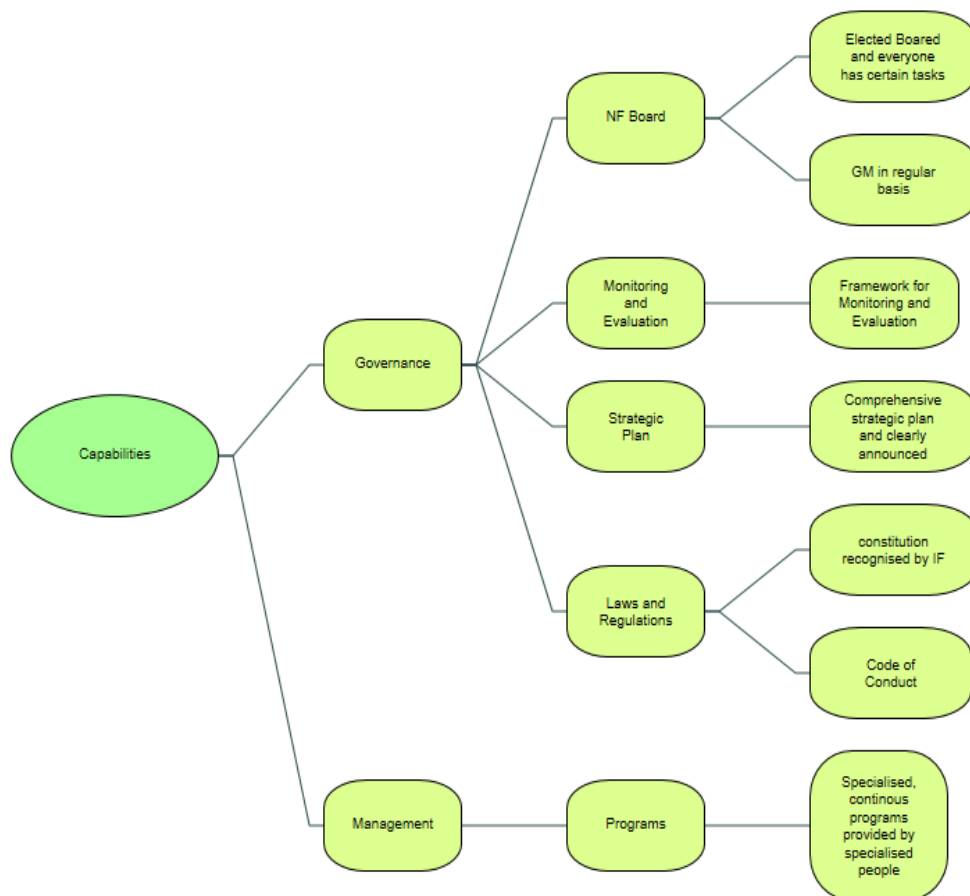 Elected Boared
and everyone
has certain tasks
NF Board
GM in regular
basis
Monitoring
and
Evaluation
Framework for
Monitoring and
Evaluation
Governance
Strategic
Plan
Comprehensive
strategic plan
and clearly
announced
Capabilities
constitution
recognised by IF
Laws and
Regulations
Code of
Conduct
Management
Programs
Specialised,
continous
programs
provided by
specialised
people